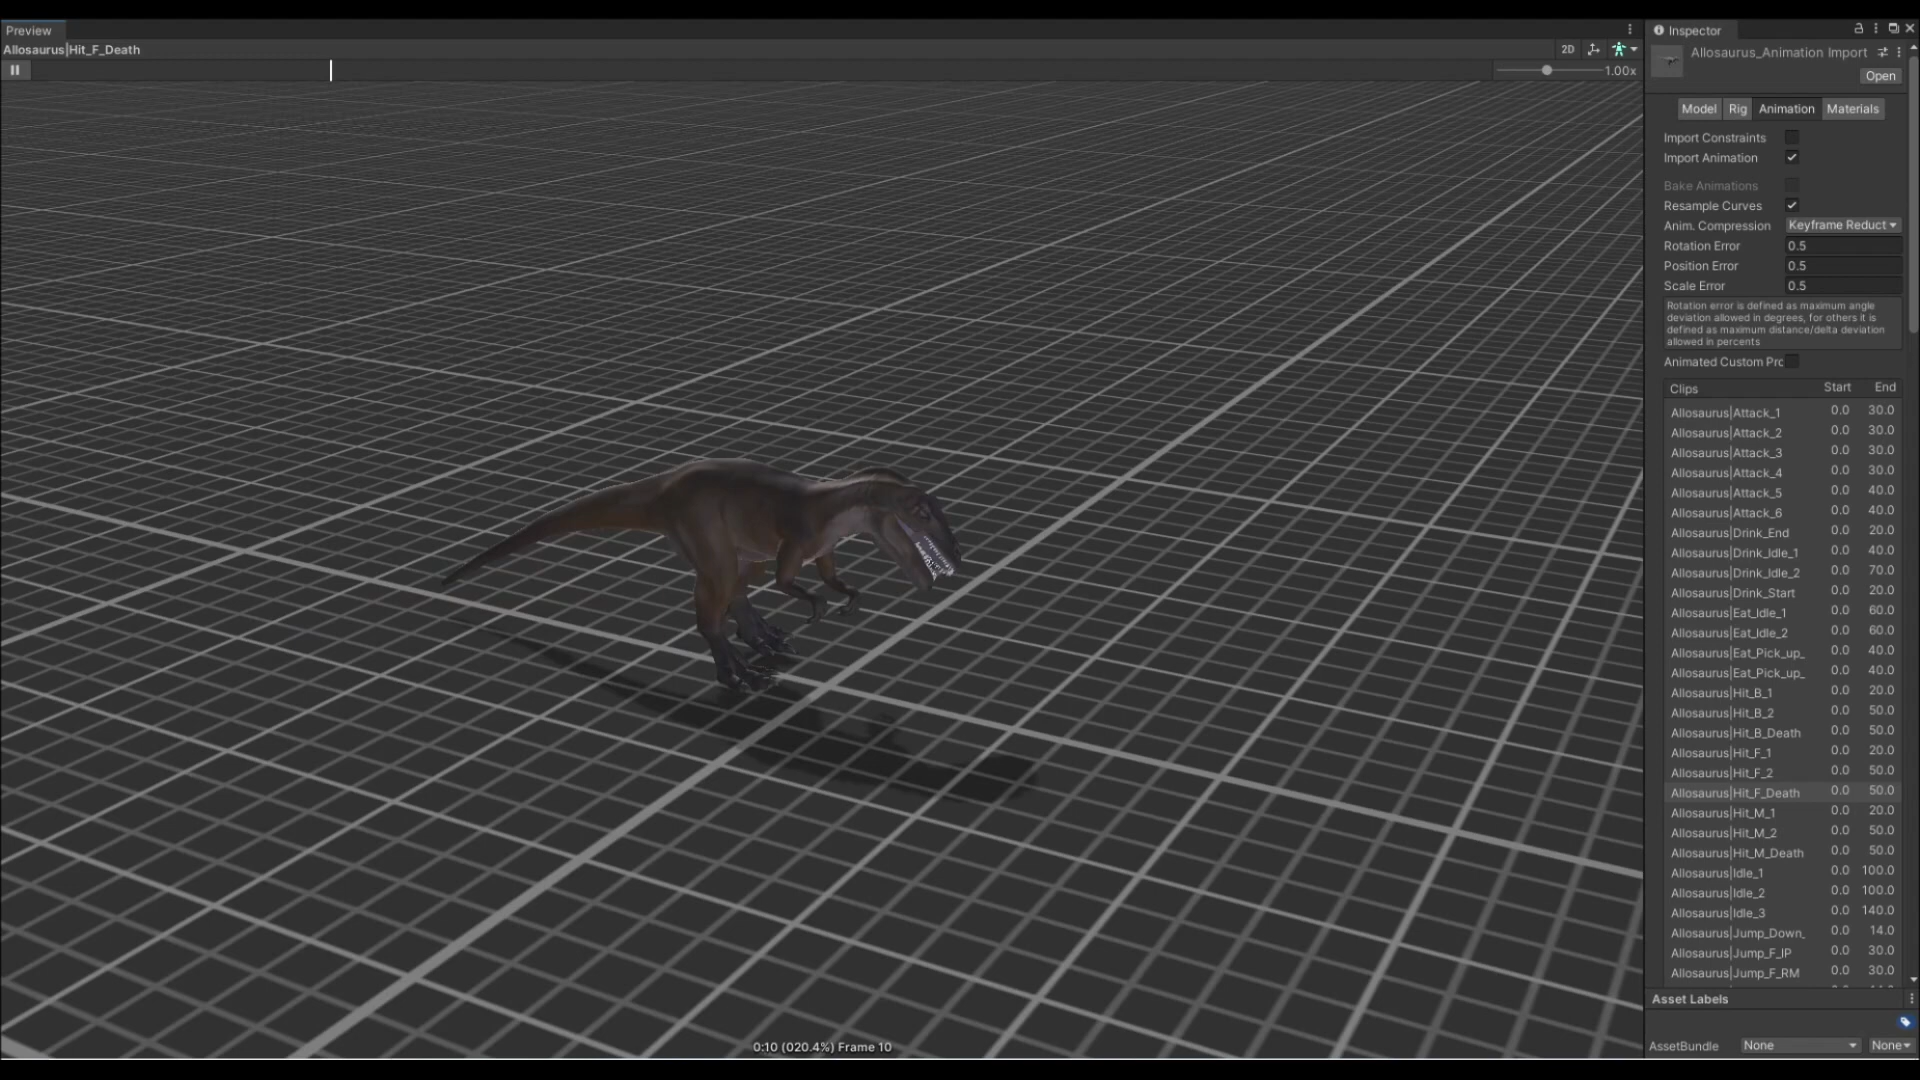 Preview
Allosaurus|Hit_F_Death
2D
1.00x
0:10 (020.4%) Frame 10
Inspector
Allosaurus_Animation Import
Open
Model Rig Animation Materials
Import Constraints
Import Animation
Bake Animations
Resample Curves
Anim. Compression Keyframe Reduct
Rotation Error 0.5
Position Error 0.5
Scale Error 0.5
Rotation error is defined as maximum angle
deviation allowed in degrees, for others it is
defined as maximum distance/delta deviation
allowed in percents
Animated Custom Prc
Clips Start End
Allosaurus|Attack_1 0.0 30.0
Allosaurus|Attack_2 0.0 30.0
Allosaurus|Attack_3 0.0 30.0
Allosaurus|Attack_4 0.0 30.0
Allosaurus|Attack_5 0.0 40.0
Allosaurus|Attack_6 0.0 40.0
Allosaurus|Drink_End 0.0 20.0
Allosaurus|Drink_Idle_1 0.0 40.0
Allosaurus|Drink_Idle_2 0.0 70.0
Allosaurus|Drink_Start 0.0 20.0
Allosaurus|Eat_Idle_1 0.0 60.0
Allosaurus|Eat_Idle_2 0.0 60.0
Allosaurus|Eat_Pick_up_ 0.0 40.0
Allosaurus|Eat_Pick_up_ 0.0 40.0
Allosaurus|Hit_B_1 0.0 20.0
Allosaurus|Hit_B_2 0.0 50.0
Allosaurus|Hit_B_Death 0.0 50.0
Allosaurus|Hit_F_1 0.0 20.0
Allosaurus|Hit_F_2 0.0 50.0
Allosaurus|Hit_F_Death 0.0 50.0
Allosaurus|Hit_M_1 0.0 20.0
Allosaurus|Hit_M_2 0.0 50.0
Allosaurus|Hit_M_Death 0.0 50.0
Allosaurus|Idle_1 0.0 100.0
Allosaurus|Idle_2 0.0 100.0
Allosaurus|Idle_3 0.0 140.0
Allosaurus|Jump_Down_ 0.0 14.0
Allosaurus|Jump_F_IP 0.0 30.0
Allosaurus|Jump_F_RM 0.0 30.0
Asset Labels
AssetBundle None None